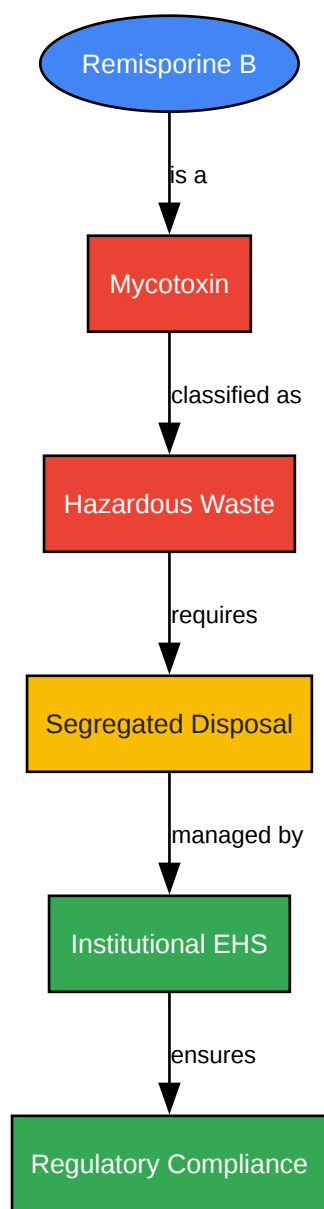 Remisporine B
is a
Mycotoxin
classified as
Hazardous Waste
requires
Segregated Disposal
managed by
Institutional EHS
ensures
Regulatory Compliance